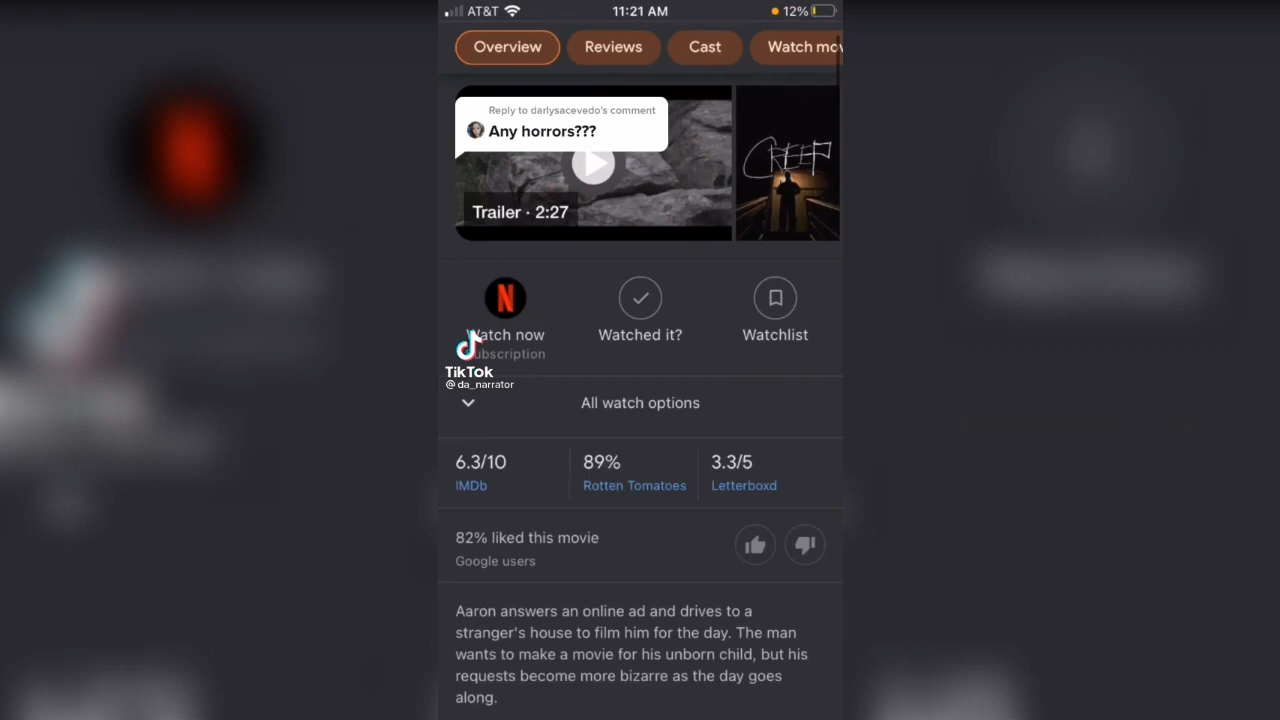 AT&T
11:21 AM
12%
Overview
Reviews
Cast
Watch mov
Reply to darlysacevedo's comment
Any horrors???
Trailer · 2:27
CREEP
N
Watch now
Subscription
Watched it?
Watchlist
TikTok
@da_narrator
All watch options
6.3/10
IMDb
89%
Rotten Tomatoes
3.3/5
Letterboxd
82% liked this movie
Google users
Aaron answers an online ad and drives to a
stranger's house to film him for the day. The man
wants to make a movie for his unborn child, but his
requests become more bizarre as the day goes
along.